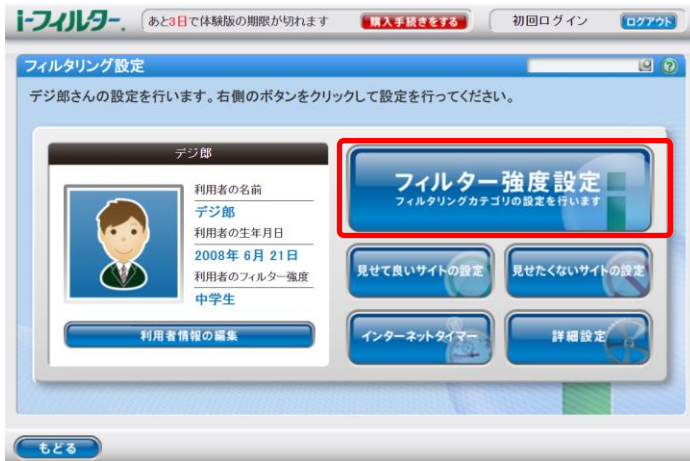 i-フィルター.
あと3日で体験版の期限が切れます
購入手続きをする
初回ログイン
ログアウト
フィルタリング設定
デジ郎さんの設定を行います。右側のボタンをクリックして設定を行ってください。
デジ郎
利用者の名前
デジ郎
利用者の生年月日
2008年 6月 21日
利用者のフィルター強度
中学生
利用者情報の編集
フィルター強度設定
フィルタリングカテゴリの設定を行います
見せて良いサイトの設定
見せたくないサイトの設定
インターネットタイマー
詳細設定
もどる